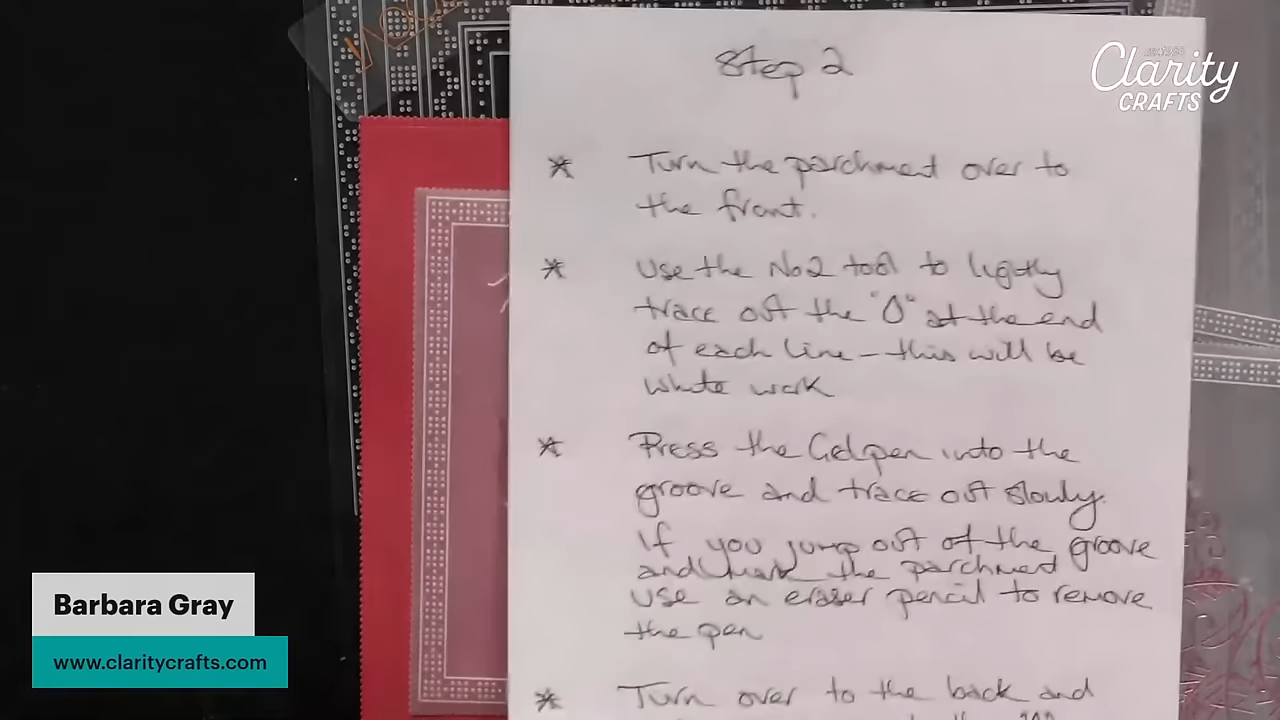 Clarity
CRAFTS
Step 2
* Turn the parchment over to
the front.
* Use the No2 tool to lightly
trace out the "O" at the end
of each line – this will be
white work
* Press the Gel pen into the
groove and trace out slowly.
If you jump out of the groove
and mark the parchment
use an eraser pencil to remove
the pen
* Turn over to the back and
Barbara Gray
www.claritycrafts.com